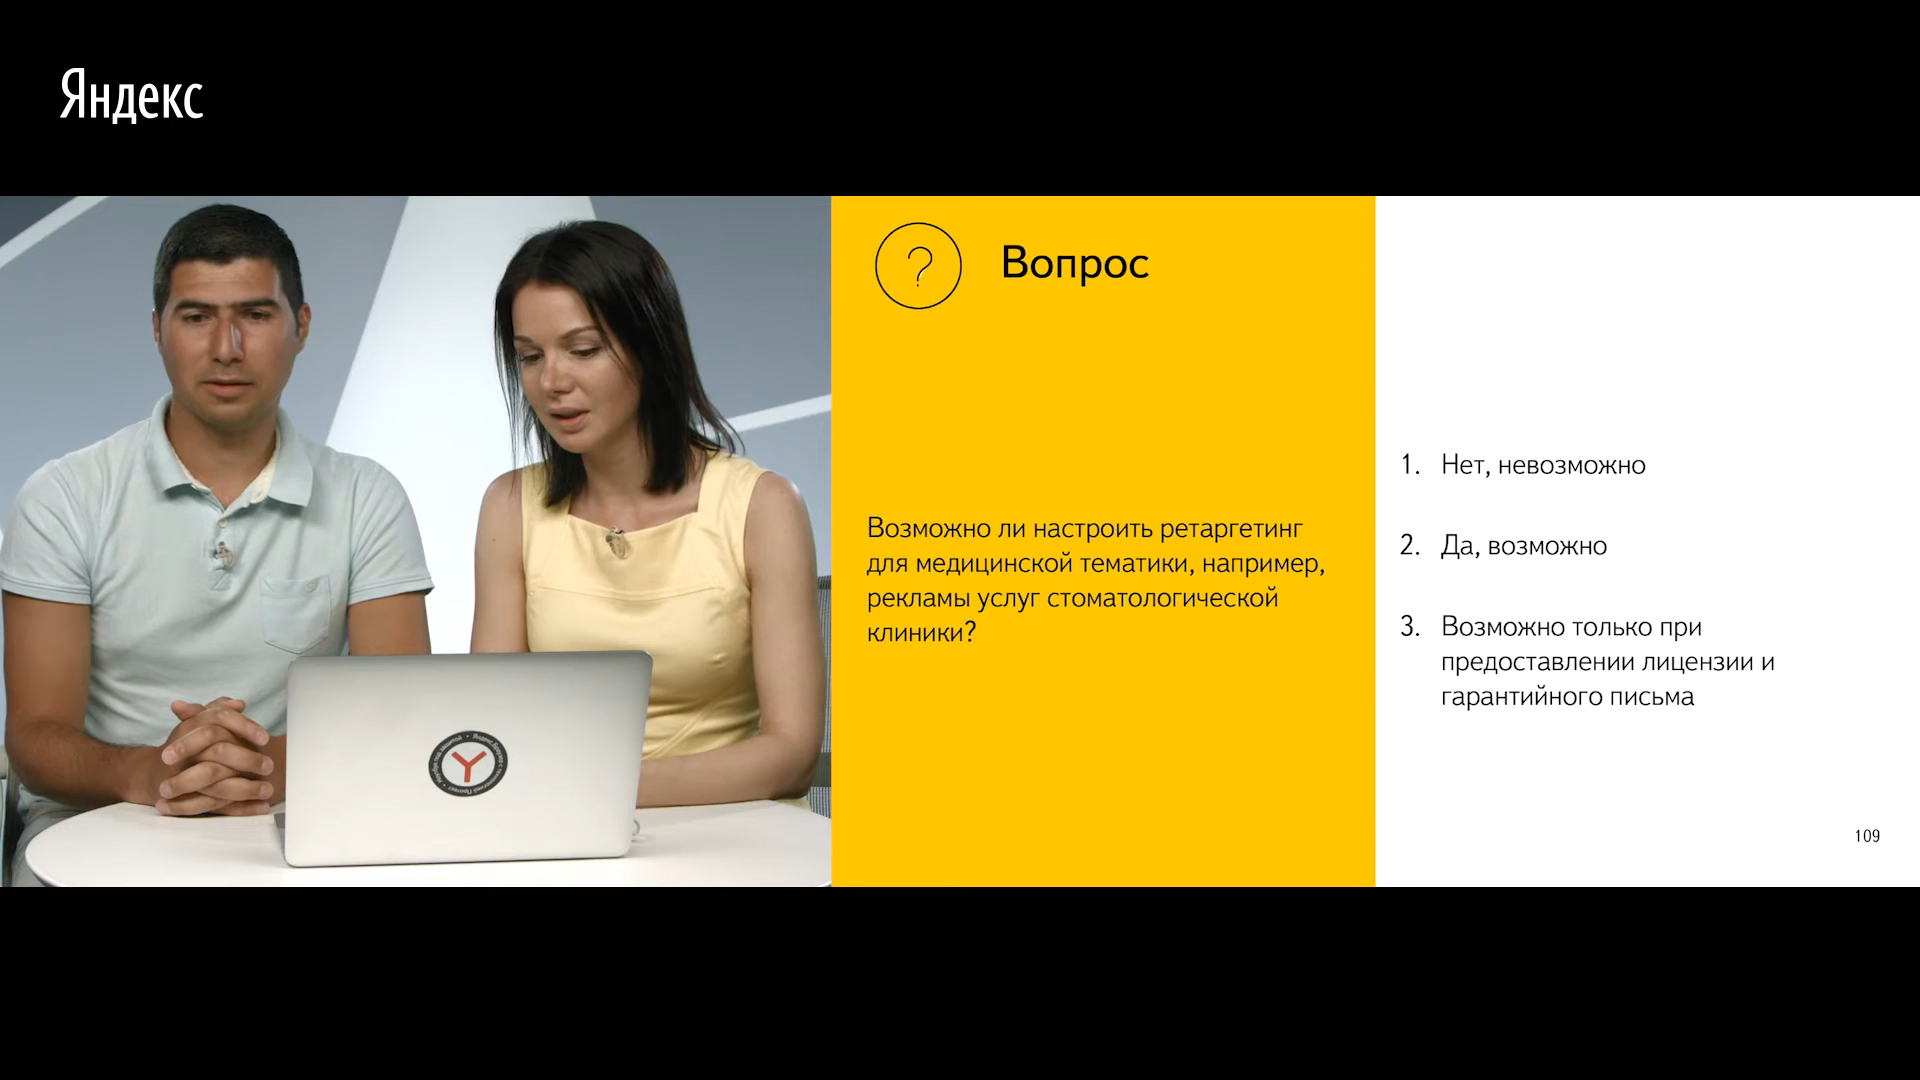 Яндекс
?
Вопрос
Возможно ли настроить ретаргетинг
для медицинской тематики, например,
рекламы услуг стоматологической
клиники?
1. Нет, невозможно
2. Да, возможно
3. Возможно только при
предоставлении лицензии и
гарантийного письма
109